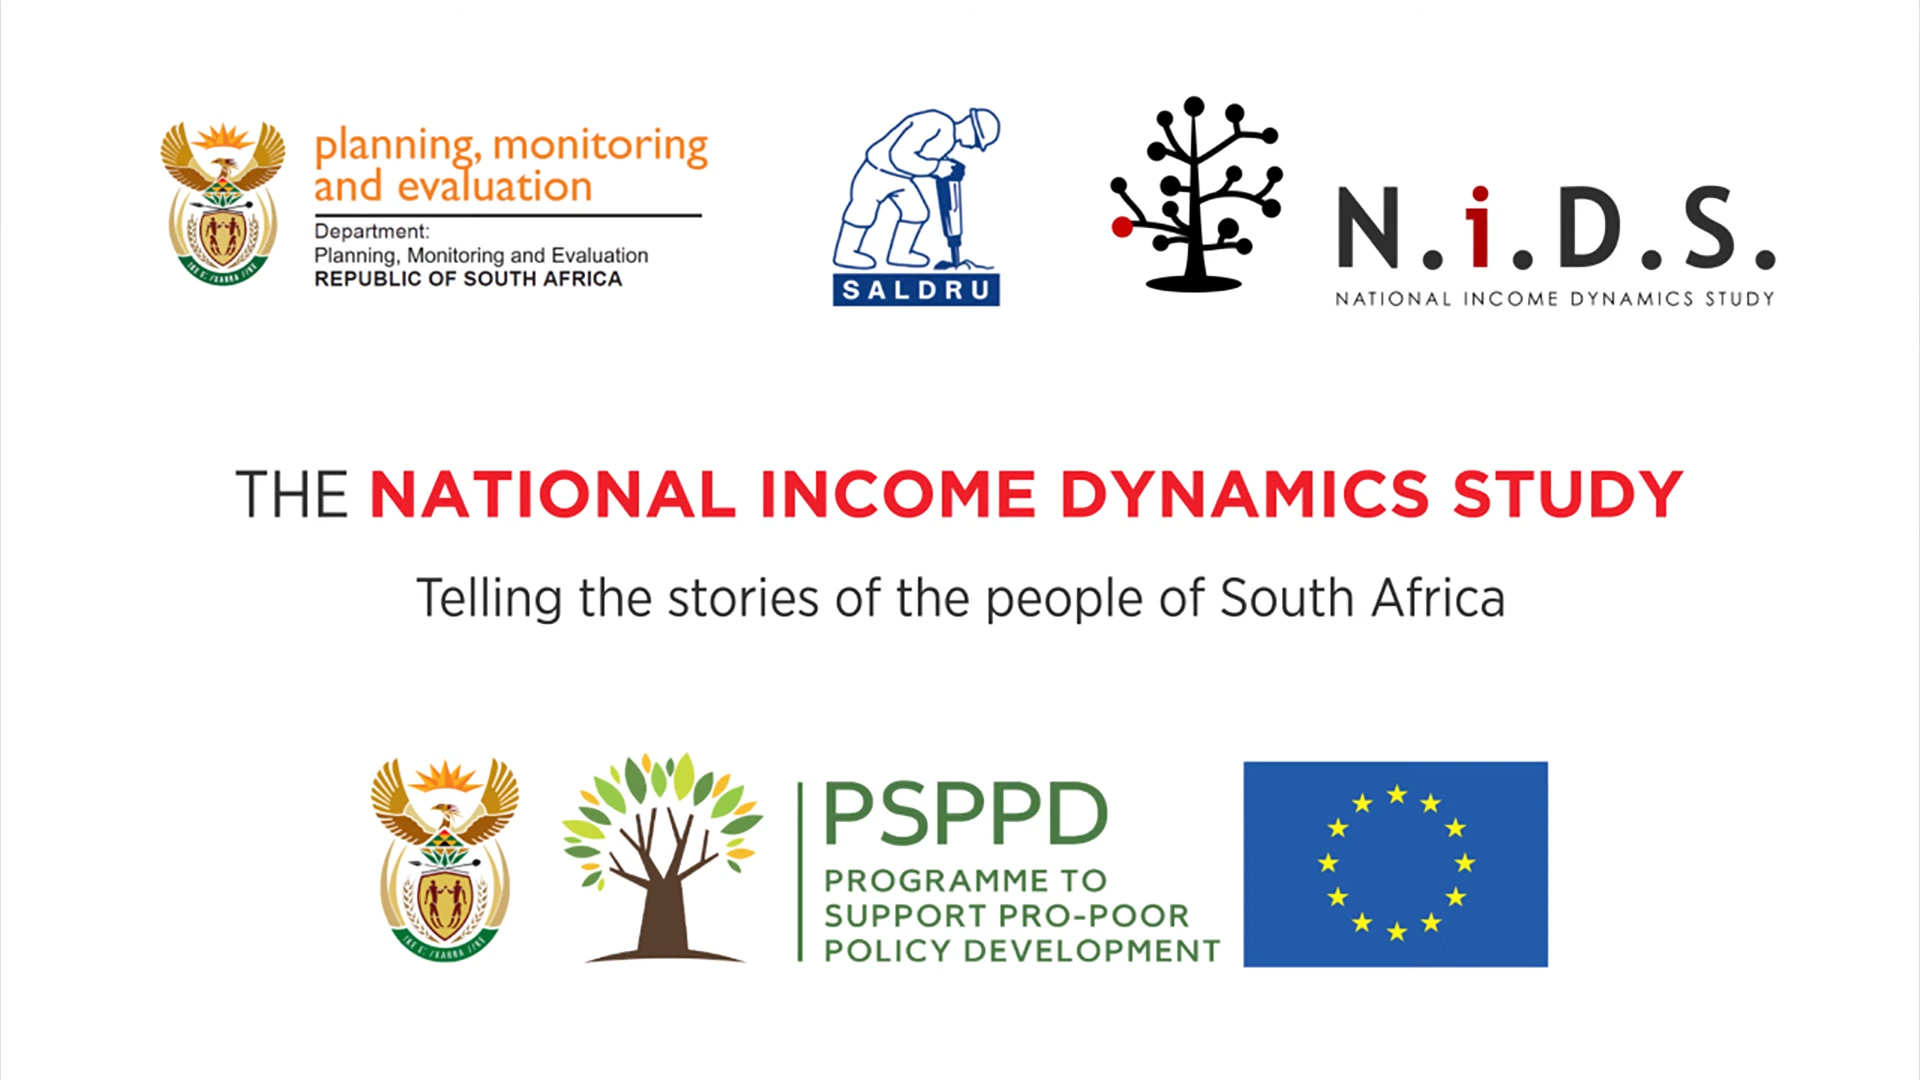 planning, monitoring
and evaluation
Department:
Planning, Monitoring and Evaluation
REPUBLIC OF SOUTH AFRICA
SALDRU
N.i.D.S.
NATIONAL INCOME DYNAMICS STUDY
THE NATIONAL INCOME DYNAMICS STUDY
Telling the stories of the people of South Africa
PSPPD
PROGRAMME TO
SUPPORT PRO-POOR
POLICY DEVELOPMENT